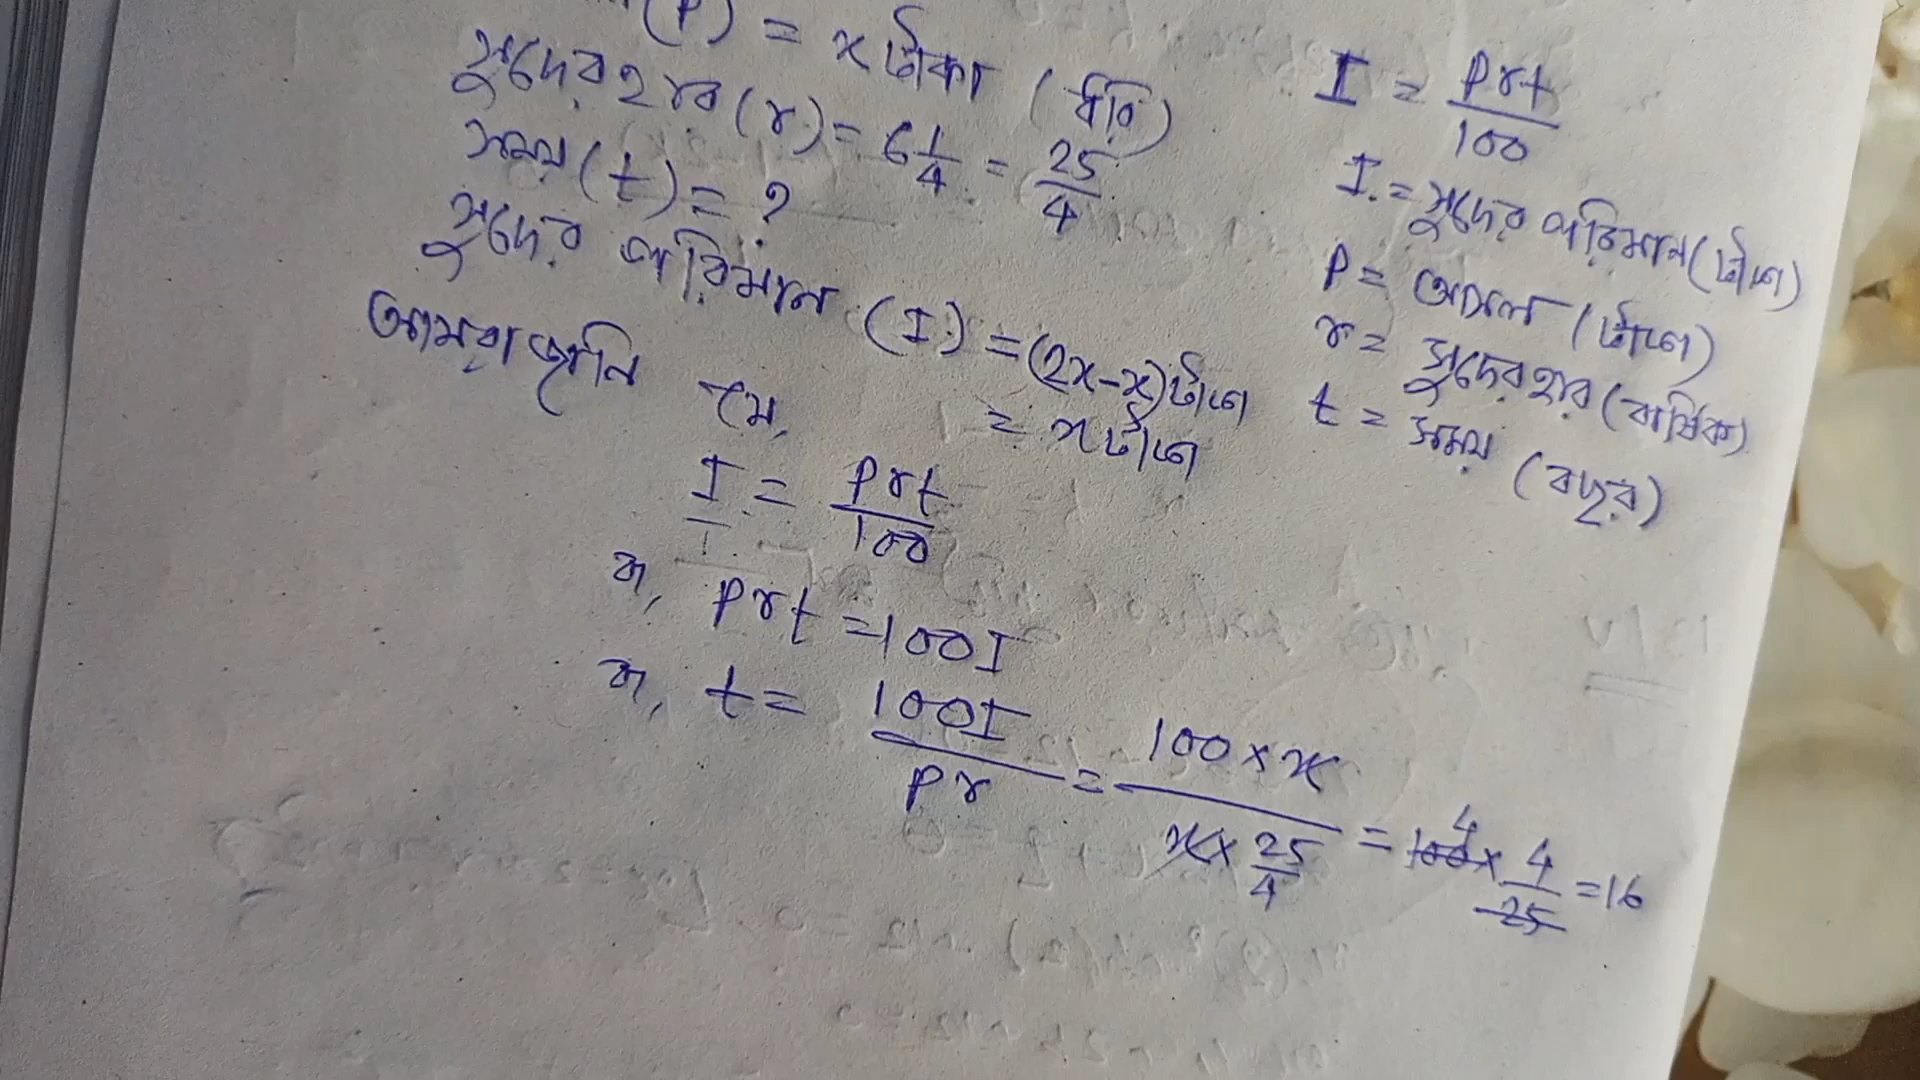 (P) = x টাকা (ধরি)
সুদের হার (r) = 6 1/4 = 25/4
সময় (t) = ?
সুদের পরিমান (I) = (2x-x) টাকা
= x টাকা
আমরা জানি যে,
I = prt/100
বা, prt = 100I
বা, t = 100I/pr = 100 × x / x × 25/4 = 100 × 4/25 = 16
4
I = prt/100
I = সুদের পরিমান (টাকা)
P = আসল (টাকা)
r = সুদের হার (বার্ষিক)
t = সময় (বছর)